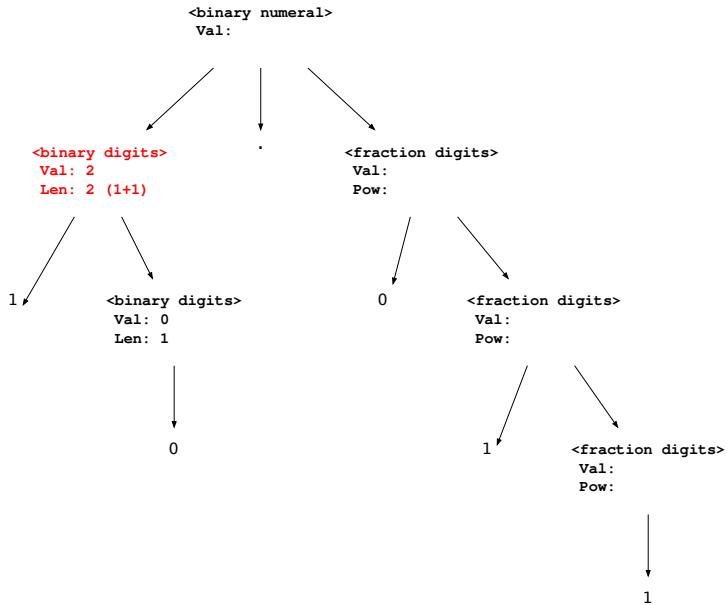 <binary numeral>
Val:
<binary digits>
Val: 2
Len: 2 (1+1)
.
<fraction digits>
Val:
Pow:
1
<binary digits>
Val: 0
Len: 1
0
<fraction digits>
Val:
Pow:
0
1
<fraction digits>
Val:
Pow:
1